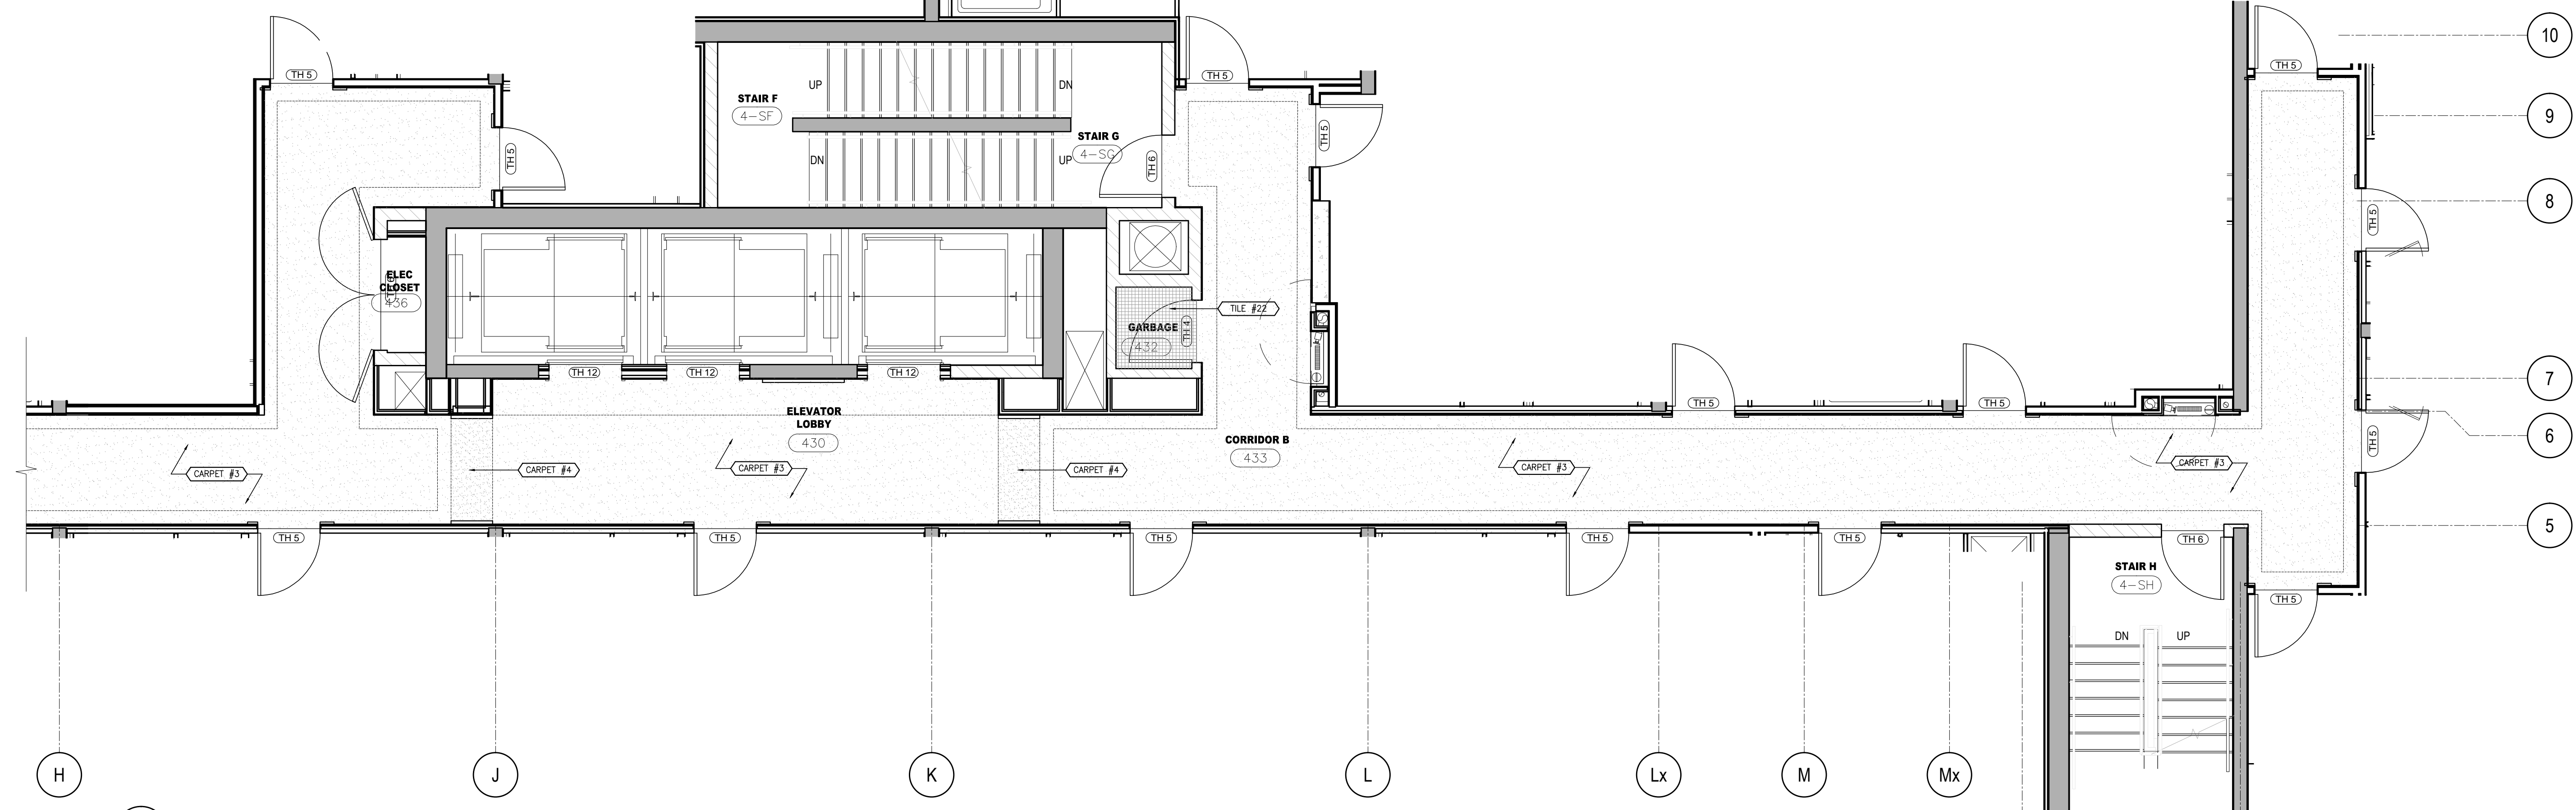 10
TH 5
TH 5
TH 5
TH 5
UP
DN
STAIR F
4-SF
9
TH 5
STAIR G
4-SG
DN
UP
TH 5
TH 6
8
TH 5
ELEC
CLOSET
436
TILE #22
GARBAGE
432
TH 4
TH 12
TH 12
TH 12
7
TH 5
TH 5
ELEVATOR
LOBBY
430
CORRIDOR B
433
6
TH 5
CARPET #3
CARPET #4
CARPET #3
CARPET #4
CARPET #3
CARPET #3
5
TH 5
TH 5
TH 5
TH 5
TH 5
TH 6
STAIR H
4-SH
TH 5
DN
UP
H
J
K
L
Lx
M
Mx